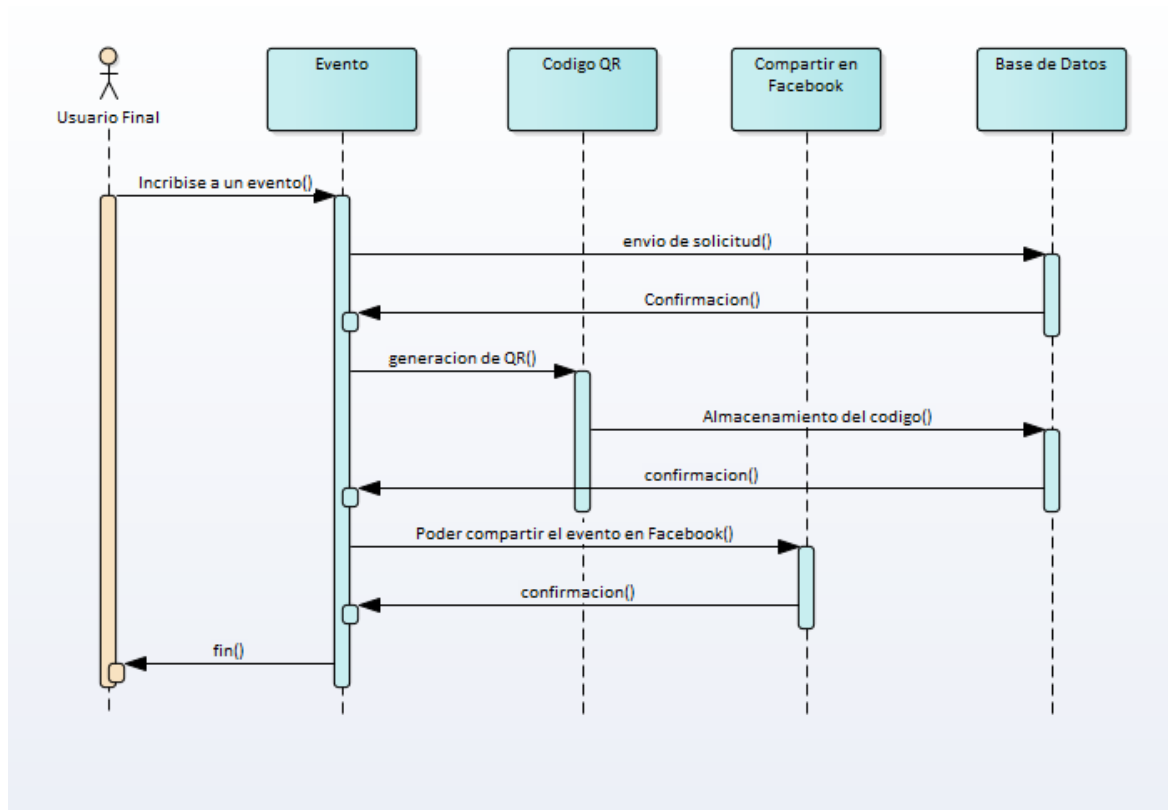 Usuario Final
Evento
Codigo QR
Compartir en
Facebook
Base de Datos
Incribise a un evento()
envio de solicitud()
Confirmacion()
generacion de QR()
Almacenamiento del codigo()
confirmacion()
Poder compartir el evento en Facebook()
confirmacion()
fin()